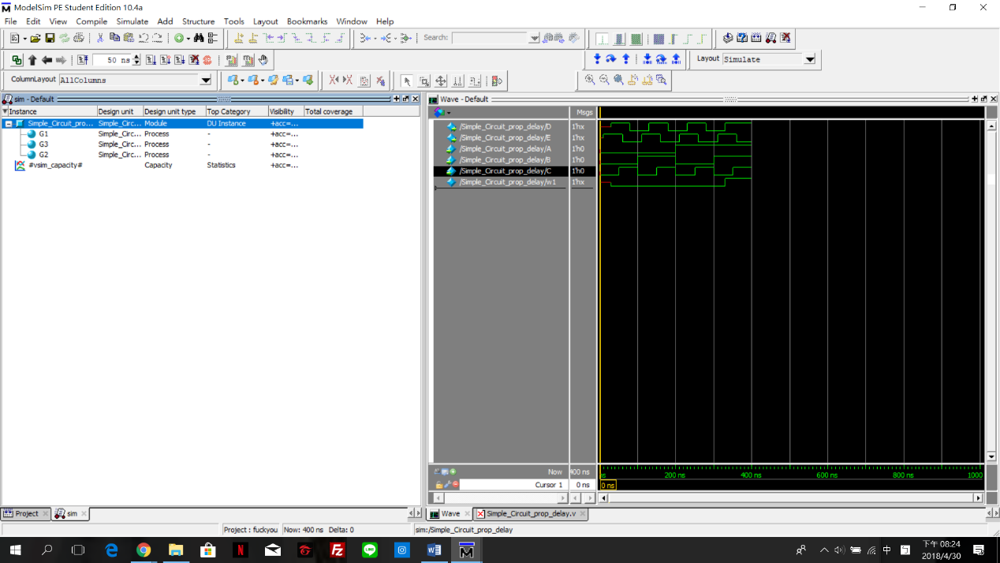 ModelSim PE Student Edition 10.4a
File Edit View Compile Simulate Add Structure Tools Layout Bookmarks Window Help
Search:
50 ns
Layout Simulate
ColumnLayout AllColumns
sim - Default
Instance Design unit Design unit type Top Category Visibility Total coverage
Simple_Circuit_pro... Simple_Circ... Module DU Instance +acc=...
G1 Simple_Circ... Process - +acc=...
G3 Simple_Circ... Process - +acc=...
G2 Simple_Circ... Process - +acc=...
#vsim_capacity# Capacity Statistics +acc=...
Wave - Default
Msgs
/Simple_Circuit_prop_delay/D 1'hx
/Simple_Circuit_prop_delay/E 1'hx
/Simple_Circuit_prop_delay/A 1'h0
/Simple_Circuit_prop_delay/B 1'h0
/Simple_Circuit_prop_delay/C 1'h0
/Simple_Circuit_prop_delay/w1 1'hx
Now 400 ns
ns 200 ns 400 ns 600 ns 800 ns 1000
Cursor 1 0 ns
0 ns
Project sim
Wave Simple_Circuit_prop_delay.v
Project : fuckyou Now: 400 ns Delta: 0 sim:/Simple_Circuit_prop_delay
中
下午 08:24
2018/4/30